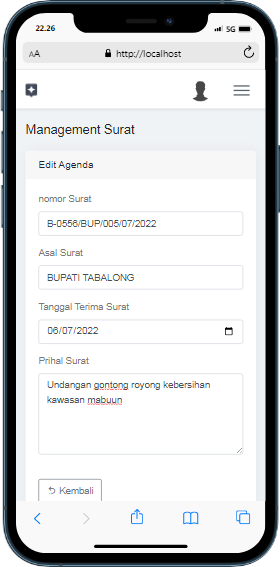 22.26
5G
AA
http://localhost
Management Surat
Edit Agenda
nomor Surat
B-0556/BUP/005/07/2022
Asal Surat
BUPATI TABALONG
Tanggal Terima Surat
06/07/2022
Prihal Surat
Undangan gontong royong kebersihan
kawasan mabuun
Kembali